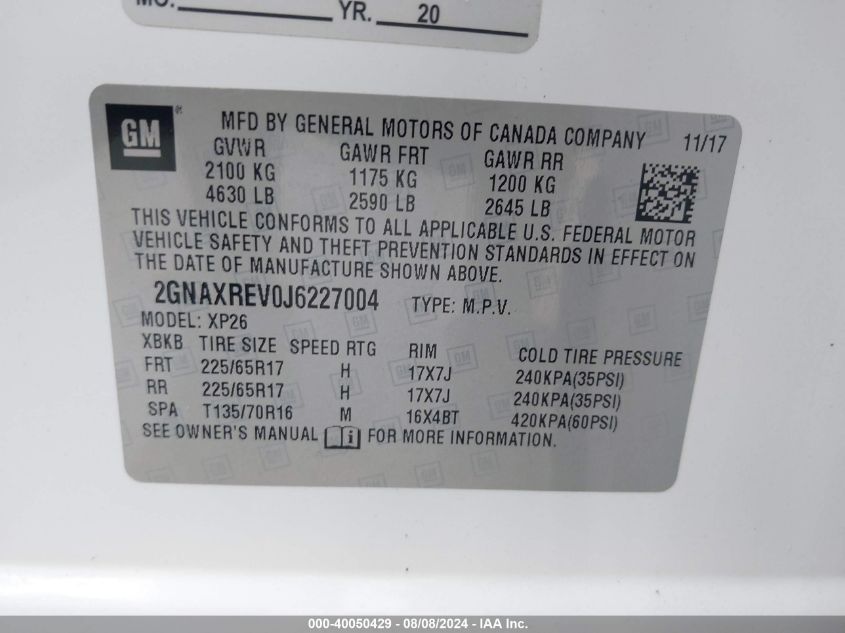 MO. YR. 20
GM
MFD BY GENERAL MOTORS OF CANADA COMPANY 11/17
GVWR GAWR FRT GAWR RR
2100 KG 1175 KG 1200 KG
4630 LB 2590 LB 2645 LB
THIS VEHICLE CONFORMS TO ALL APPLICABLE U.S. FEDERAL MOTOR
VEHICLE SAFETY AND THEFT PREVENTION STANDARDS IN EFFECT ON
THE DATE OF MANUFACTURE SHOWN ABOVE.
2GNAXREV0J6227004 TYPE: M.P.V.
MODEL: XP26
XBKB TIRE SIZE SPEED RTG RIM COLD TIRE PRESSURE
FRT 225/65R17 H 17X7J 240KPA(35PSI)
RR 225/65R17 H 17X7J 240KPA(35PSI)
SPA T135/70R16 M 16X4BT 420KPA(60PSI)
SEE OWNER'S MANUAL i FOR MORE INFORMATION.
000-40050429 - 08/08/2024 - IAA Inc.